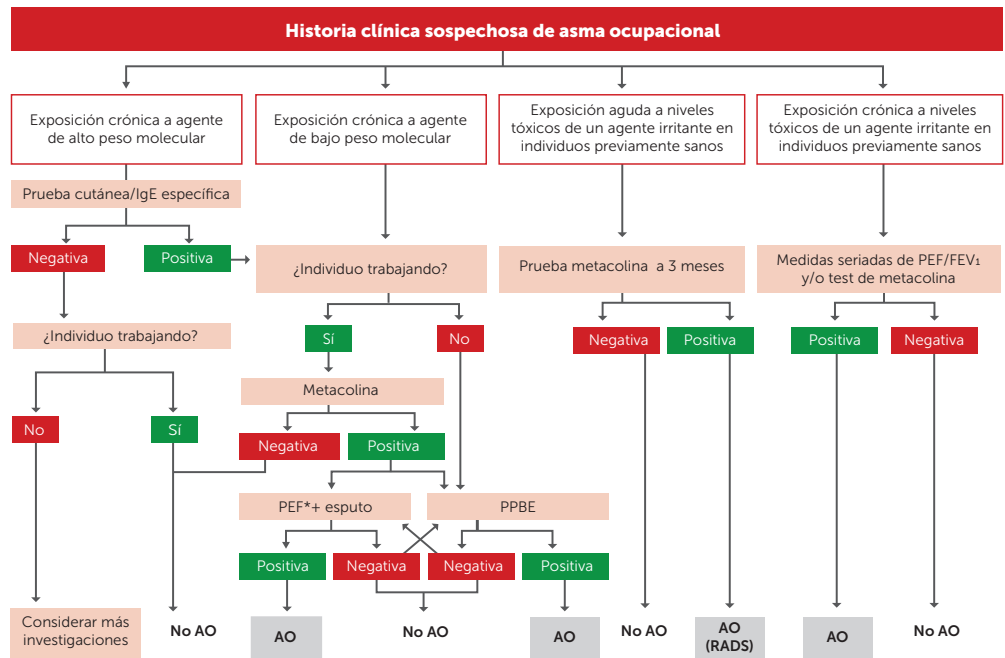 Historia clínica sospechosa de asma ocupacional
Exposición crónica a agente
de alto peso molecular
Exposición crónica a agente
de bajo peso molecular
Exposición aguda a niveles
tóxicos de un agente irritante en
individuos previamente sanos
Exposición crónica a niveles
tóxicos de un agente irritante en
individuos previamente sanos
Prueba cutánea/IgE específica
Negativa
Positiva
¿Individuo trabajando?
Prueba metacolina a 3 meses
Medidas seriadas de PEF/FEV₁
y/o test de metacolina
¿Individuo trabajando?
Sí
No
Negativa
Positiva
Positiva
Negativa
Metacolina
No
Sí
Negativa
Positiva
PEF*+ esputo
PPBE
Positiva
Negativa
Negativa
Positiva
Considerar más
investigaciones
No AO
AO
No AO
AO
No AO
AO
(RADS)
AO
No AO